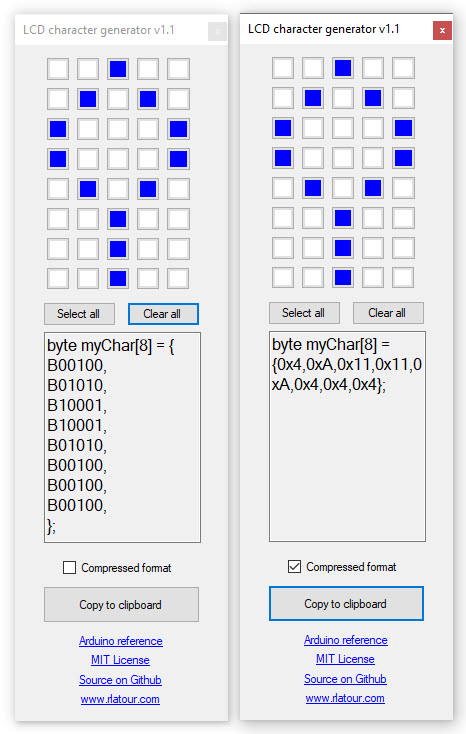 LCD character generator v1.1
x
Select all
Clear all
byte myChar[8] = {
B00100,
B01010,
B10001,
B10001,
B01010,
B00100,
B00100,
B00100,
};
Compressed format
Copy to clipboard
Arduino reference
MIT License
Source on Github
www.rlatour.com
LCD character generator v1.1
x
Select all
Clear all
byte myChar[8] =
{0x4,0xA,0x11,0x11,0
xA,0x4,0x4,0x4};
Compressed format
Copy to clipboard
Arduino reference
MIT License
Source on Github
www.rlatour.com